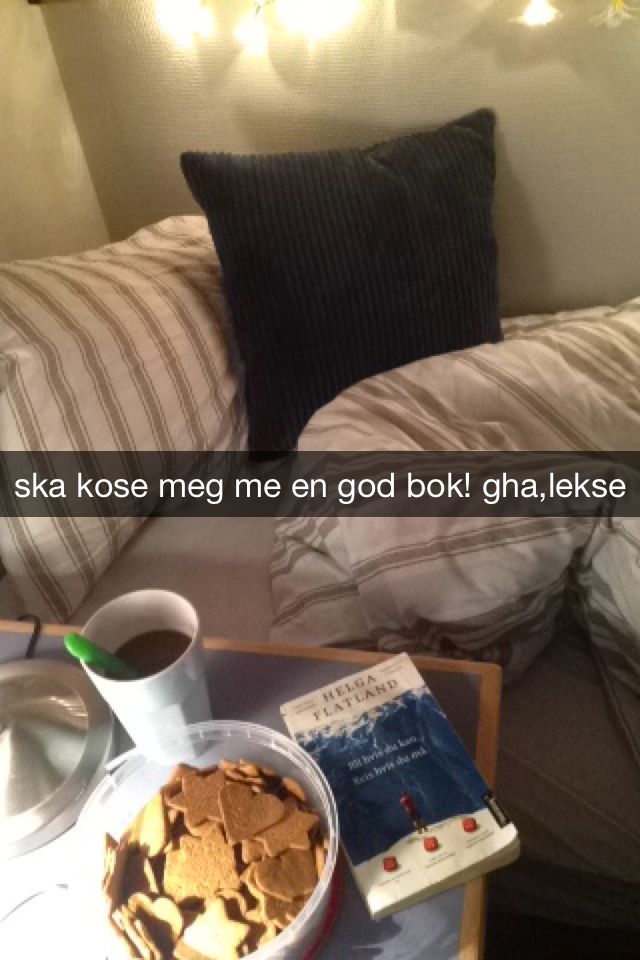 ska kose meg me en god bok! gha,lekse
HELGA
FLATLAND
Bli hvis du kan
Reis hvis du må